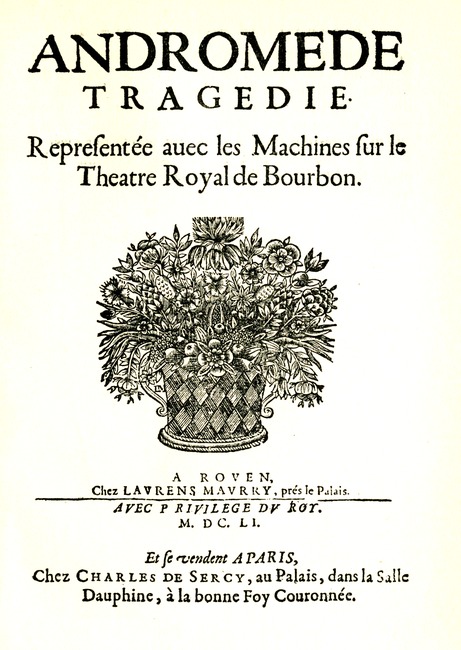 ANDROMEDE
TRAGEDIE.
Repreſentée auec les Machines ſur le
Theatre Royal de Bourbon.
A ROVEN,
Chez LAVRENS MAVRRY, prés le Palais.
AVEC PRIVILEGE DV ROY.
M. DC. LI.
Et ſe vendent A PARIS,
Chez CHARLES DE SERCY, au Palais, dans la Salle
Dauphine, à la bonne Foy Couronnée.